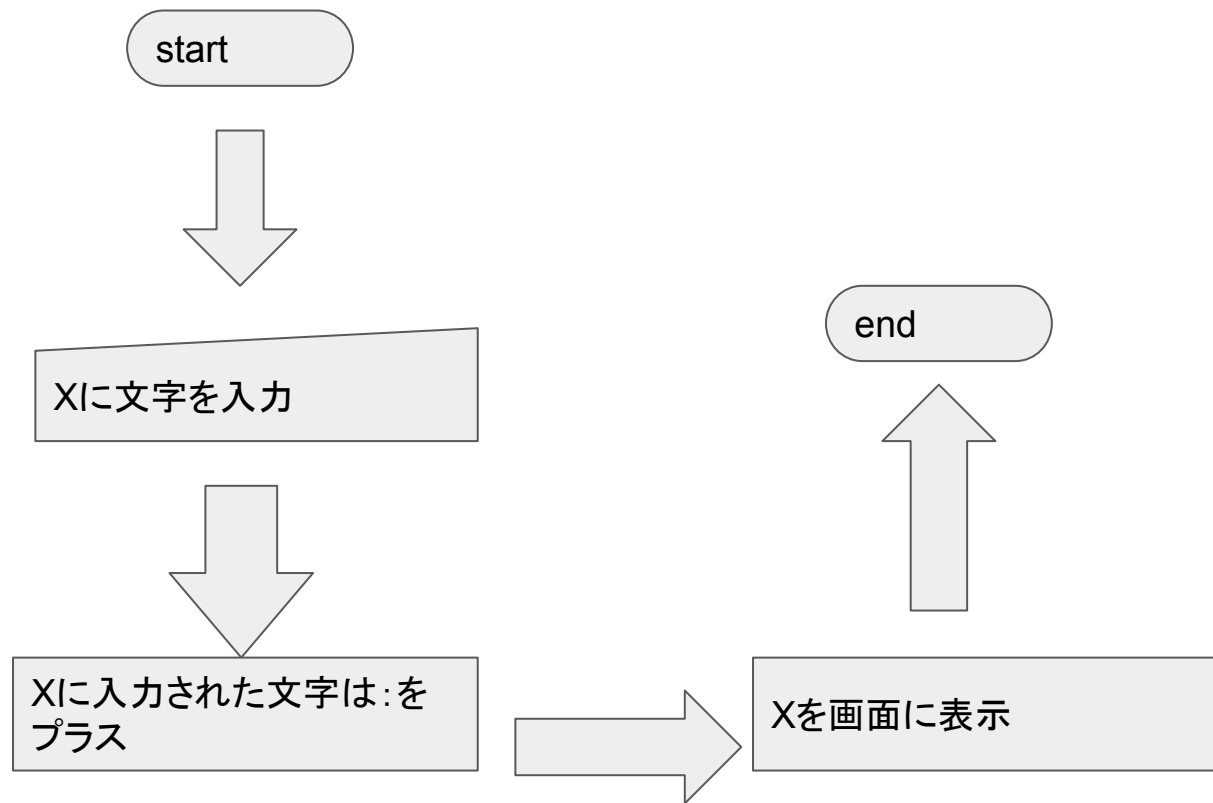 start
Xに文字を入力
Xに入力された文字は：を
プラス
Xを画面に表示
end